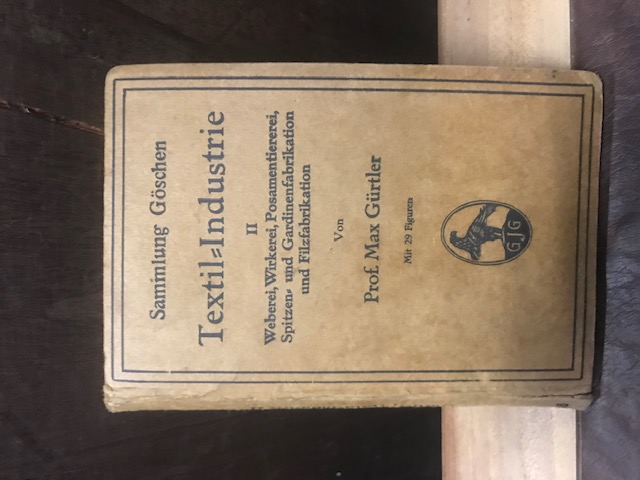 Sammlung Göschen
Textil⸗Industrie
II
Weberei, Wirkerei, Posamentiererei,
Spitzen⸗ und Gardinenfabrikation
und Filzfabrikation
Von
Prof. Max Gürtler
Mit 29 Figuren
G J G